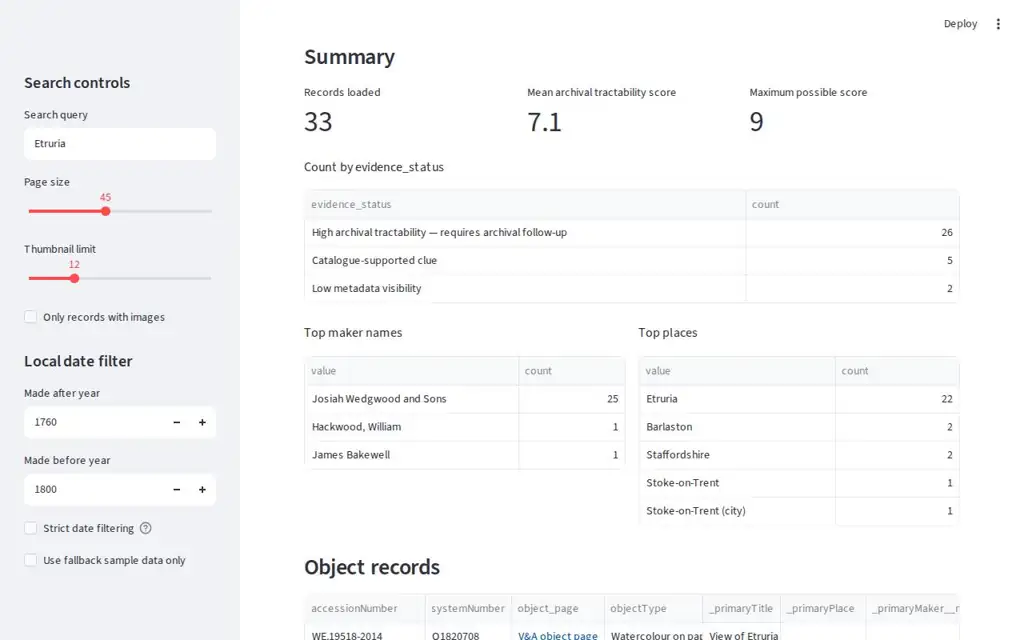 Deploy
Search controls
Search query
Etruria
Page size
45
Thumbnail limit
12
Only records with images
Local date filter
Made after year
1760
Made before year
1800
Strict date filtering
Use fallback sample data only
Summary
Records loaded
33
Mean archival tractability score
7.1
Maximum possible score
9
Count by evidence_status
evidence_status count
High archival tractability — requires archival follow-up 26
Catalogue-supported clue 5
Low metadata visibility 2
Top maker names
value count
Josiah Wedgwood and Sons 25
Hackwood, William 1
James Bakewell 1
Top places
value count
Etruria 22
Barlaston 2
Staffordshire 2
Stoke-on-Trent 1
Stoke-on-Trent (city) 1
Object records
accessionNumber systemNumber object_page objectType _primaryTitle _primaryPlace _primaryMaker__n
WE.19518-2014 O1820708 V&A object page Watercolour on pap View of Etruria